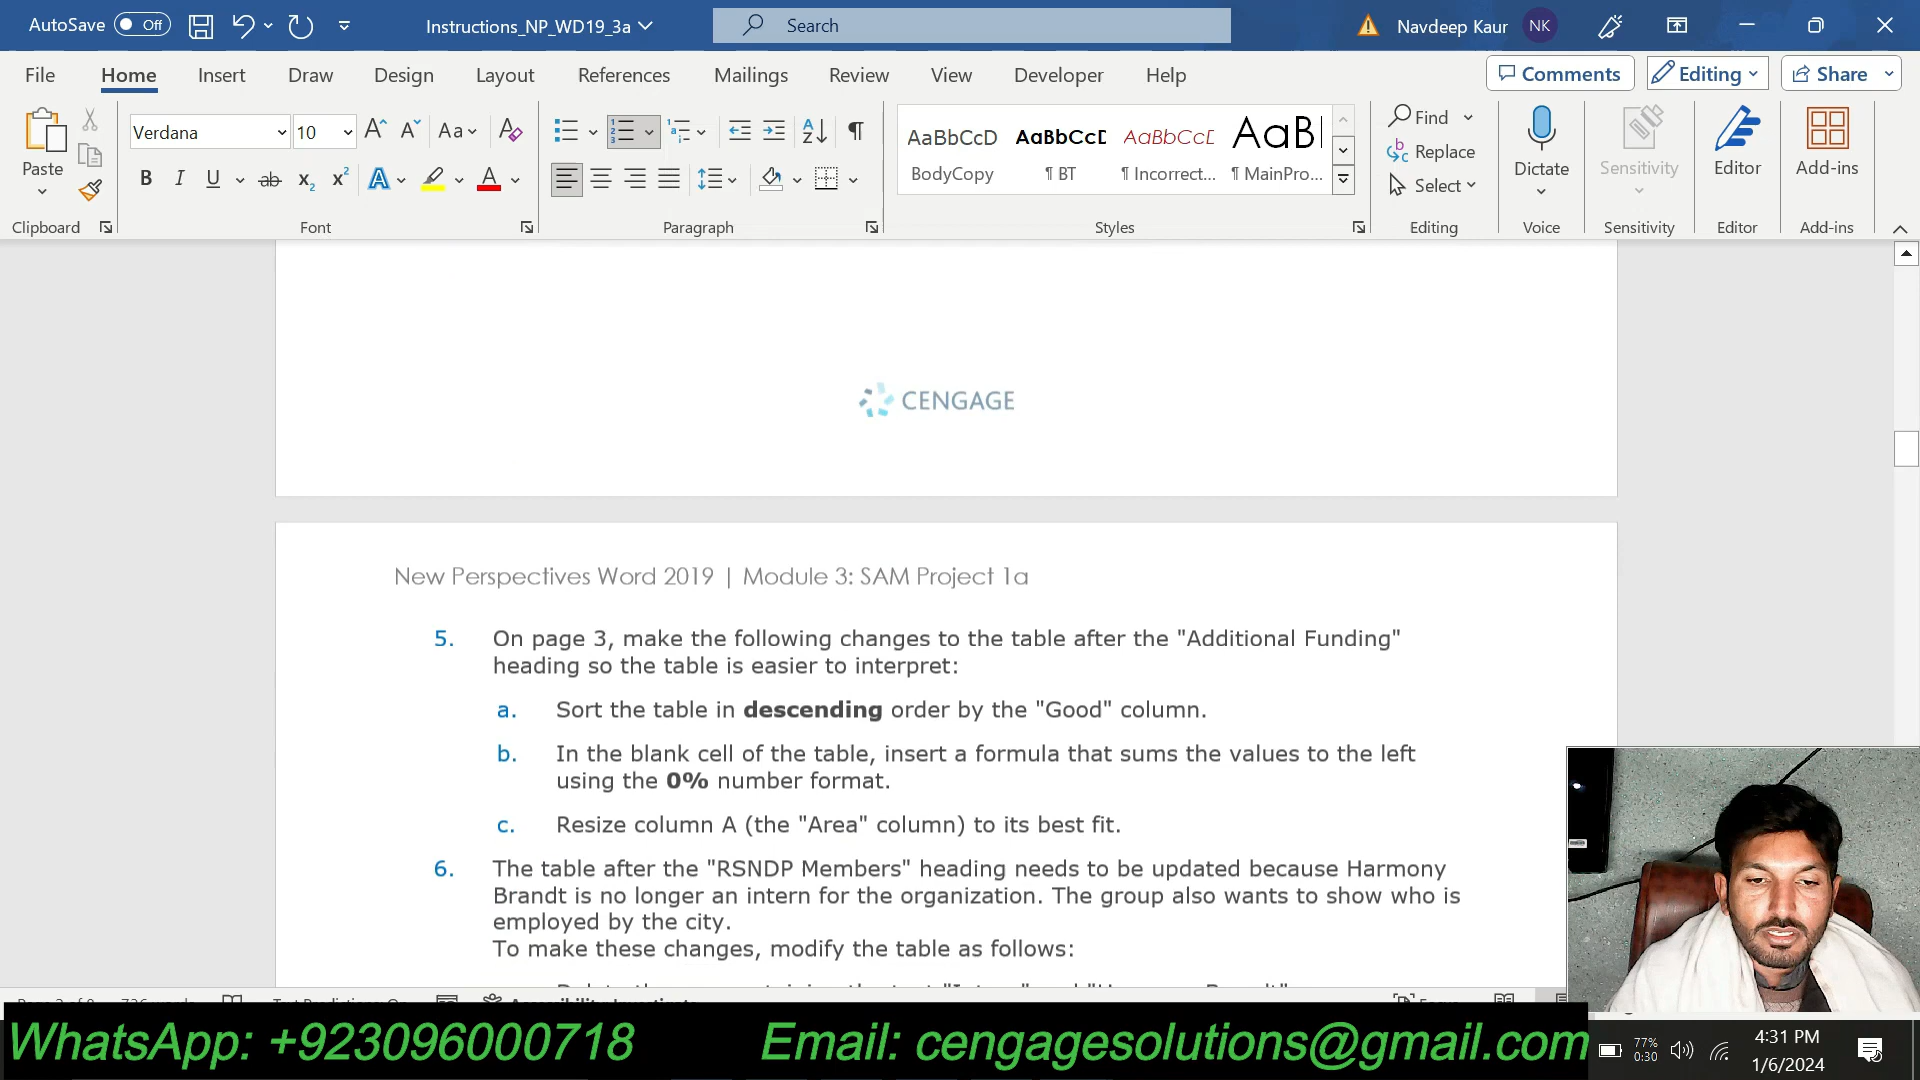 AutoSave Off Instructions_NP_WD19_3a Search Navdeep Kaur NK
File Home Insert Draw Design Layout References Mailings Review View Developer Help Comments Editing Share
Paste
Verdana 10 Aa
AaBbCcD AaBbCcD AaBbCcD AaB
BodyCopy ¶ BT ¶ Incorrect... ¶ MainPro...
Find
Replace
Select
Dictate Sensitivity Editor Add-ins
Clipboard Font Paragraph Styles Editing Voice Sensitivity Editor Add-ins
CENGAGE
New Perspectives Word 2019 | Module 3: SAM Project 1a
5. On page 3, make the following changes to the table after the "Additional Funding"
heading so the table is easier to interpret:
a. Sort the table in descending order by the "Good" column.
b. In the blank cell of the table, insert a formula that sums the values to the left
using the 0% number format.
c. Resize column A (the "Area" column) to its best fit.
6. The table after the "RSNDP Members" heading needs to be updated because Harmony
Brandt is no longer an intern for the organization. The group also wants to show who is
employed by the city.
To make these changes, modify the table as follows:
WhatsApp: +923096000718 Email: cengagesolutions@gmail.com
77%
0:30
4:31 PM
1/6/2024